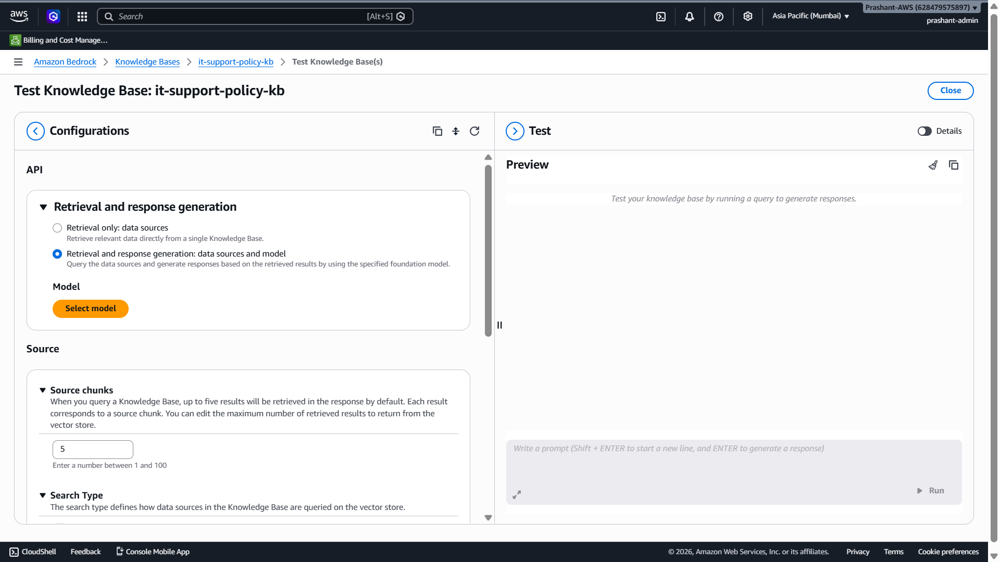 aws
Search
[Alt+S]
Asia Pacific (Mumbai)
Prashant-AWS (628479575897)
prashant-admin
Billing and Cost Manage...
Amazon Bedrock
Knowledge Bases
it-support-policy-kb
Test Knowledge Base(s)
Test Knowledge Base: it-support-policy-kb
Close
Configurations
API
Retrieval and response generation
Retrieval only: data sources
Retrieve relevant data directly from a single Knowledge Base.
Retrieval and response generation: data sources and model
Query the data sources and generate responses based on the retrieved results by using the specified foundation model.
Model
Select model
Source
Source chunks
When you query a Knowledge Base, up to five results will be retrieved in the response by default. Each result
corresponds to a source chunk. You can edit the maximum number of retrieved results to return from the
vector store.
5
Enter a number between 1 and 100
Search Type
The search type defines how data sources in the Knowledge Base are queried on the vector store.
Test
Details
Preview
Test your knowledge base by running a query to generate responses.
Write a prompt (Shift + ENTER to start a new line, and ENTER to generate a response)
Run
CloudShell
Feedback
Console Mobile App
© 2026, Amazon Web Services, Inc. or its affiliates.
Privacy
Terms
Cookie preferences